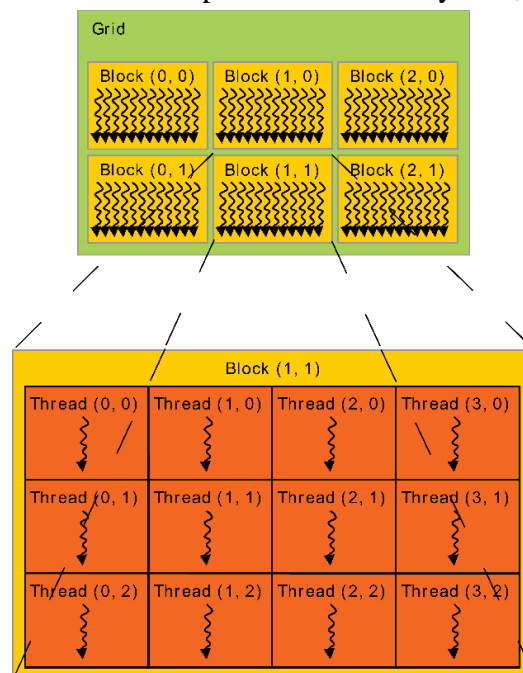 Grid
Block (0, 0) Block (1, 0) Block (2, 0)
Block (0, 1) Block (1, 1) Block (2, 1)
Block (1, 1)
Thread (0, 0) Thread (1, 0) Thread (2, 0) Thread (3, 0)
Thread (0, 1) Thread (1, 1) Thread (2, 1) Thread (3, 1)
Thread (0, 2) Thread (1, 2) Thread (2, 2) Thread (3, 2)